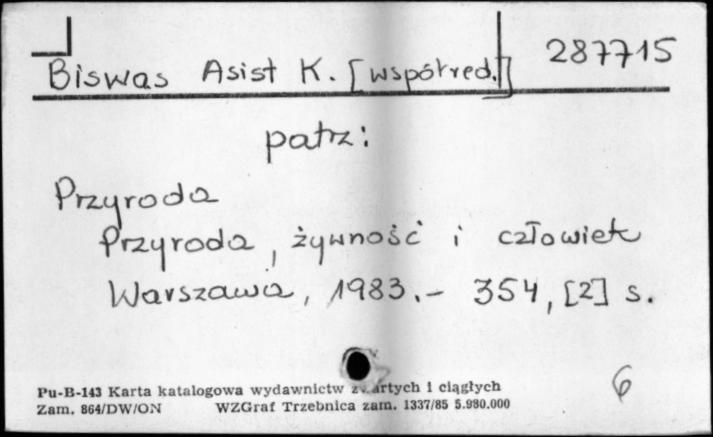 Biswas Asist K. [współred.] 287715
patrz:
Przyroda
Przyroda, żywność i człowiek
Warszawa, 1983.- 354, [2] s.
6
Pu-B-143 Karta katalogowa wydawnictw zwartych i ciągłych
Zam. 864/DW/ON WZGraf Trzebnica zam. 1337/85 5.980.000